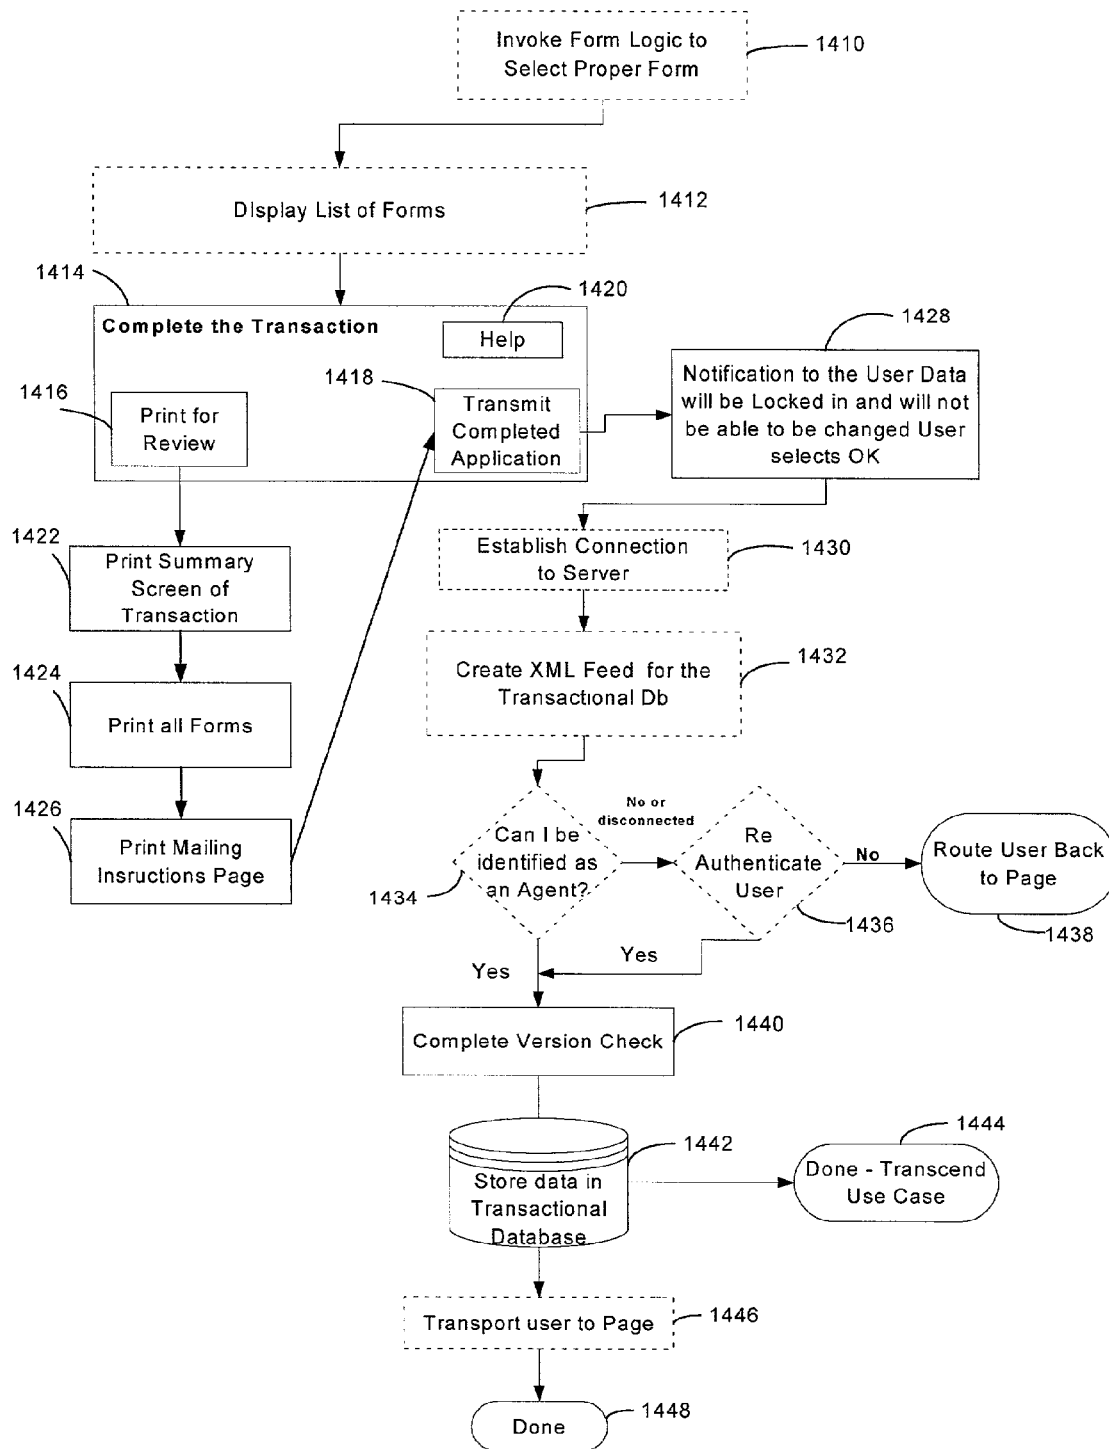 Invoke Form Logic to
Select Proper Form
1410
DIsplay List of Forms
1412
1414
Complete the Transaction
1420
Help
1416
Print for
Review
1418
Transmit
Completed
Application
1428
Notification to the User Data
will be Locked in and will not
be able to be changed User
selects OK
1422
Print Summary
Screen of
Transaction
Establish Connection
to Server
1430
1424
Print all Forms
Create XML Feed for the
Transactional Db
1432
1426
Print Mailing
Insructions Page
Can I be
identified as
an Agent?
1434
No or
disconnected
Re
Authenticate
User
1436
No
Route User Back
to Page
1438
Yes
Yes
Complete Version Check
1440
Store data in
Transactional
Database
1442
Done - Transcend
Use Case
1444
Transport user to Page
1446
Done
1448